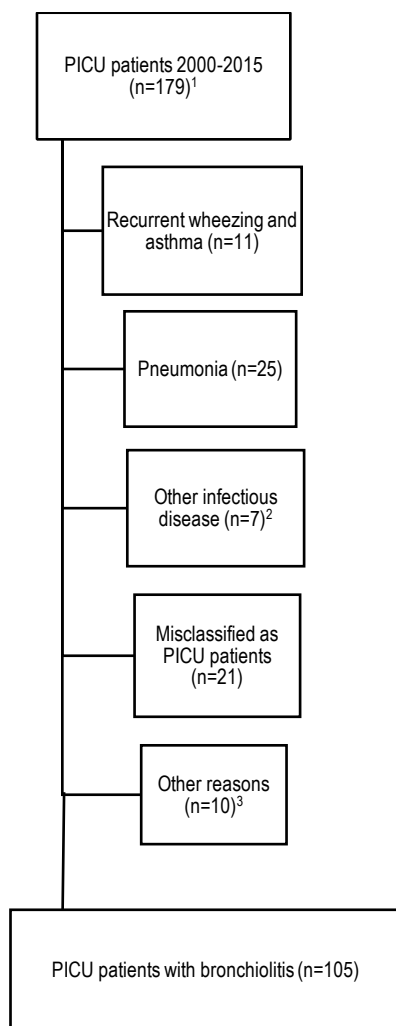 PICU patients 2000-2015
(n=179)1
Recurrent wheezing and
asthma (n=11)
Pneumonia (n=25)
Other infectious
disease (n=7)2
Misclassified as
PICU patients
(n=21)
Other reasons
(n=10)3
PICU patients with bronchiolitis (n=105)